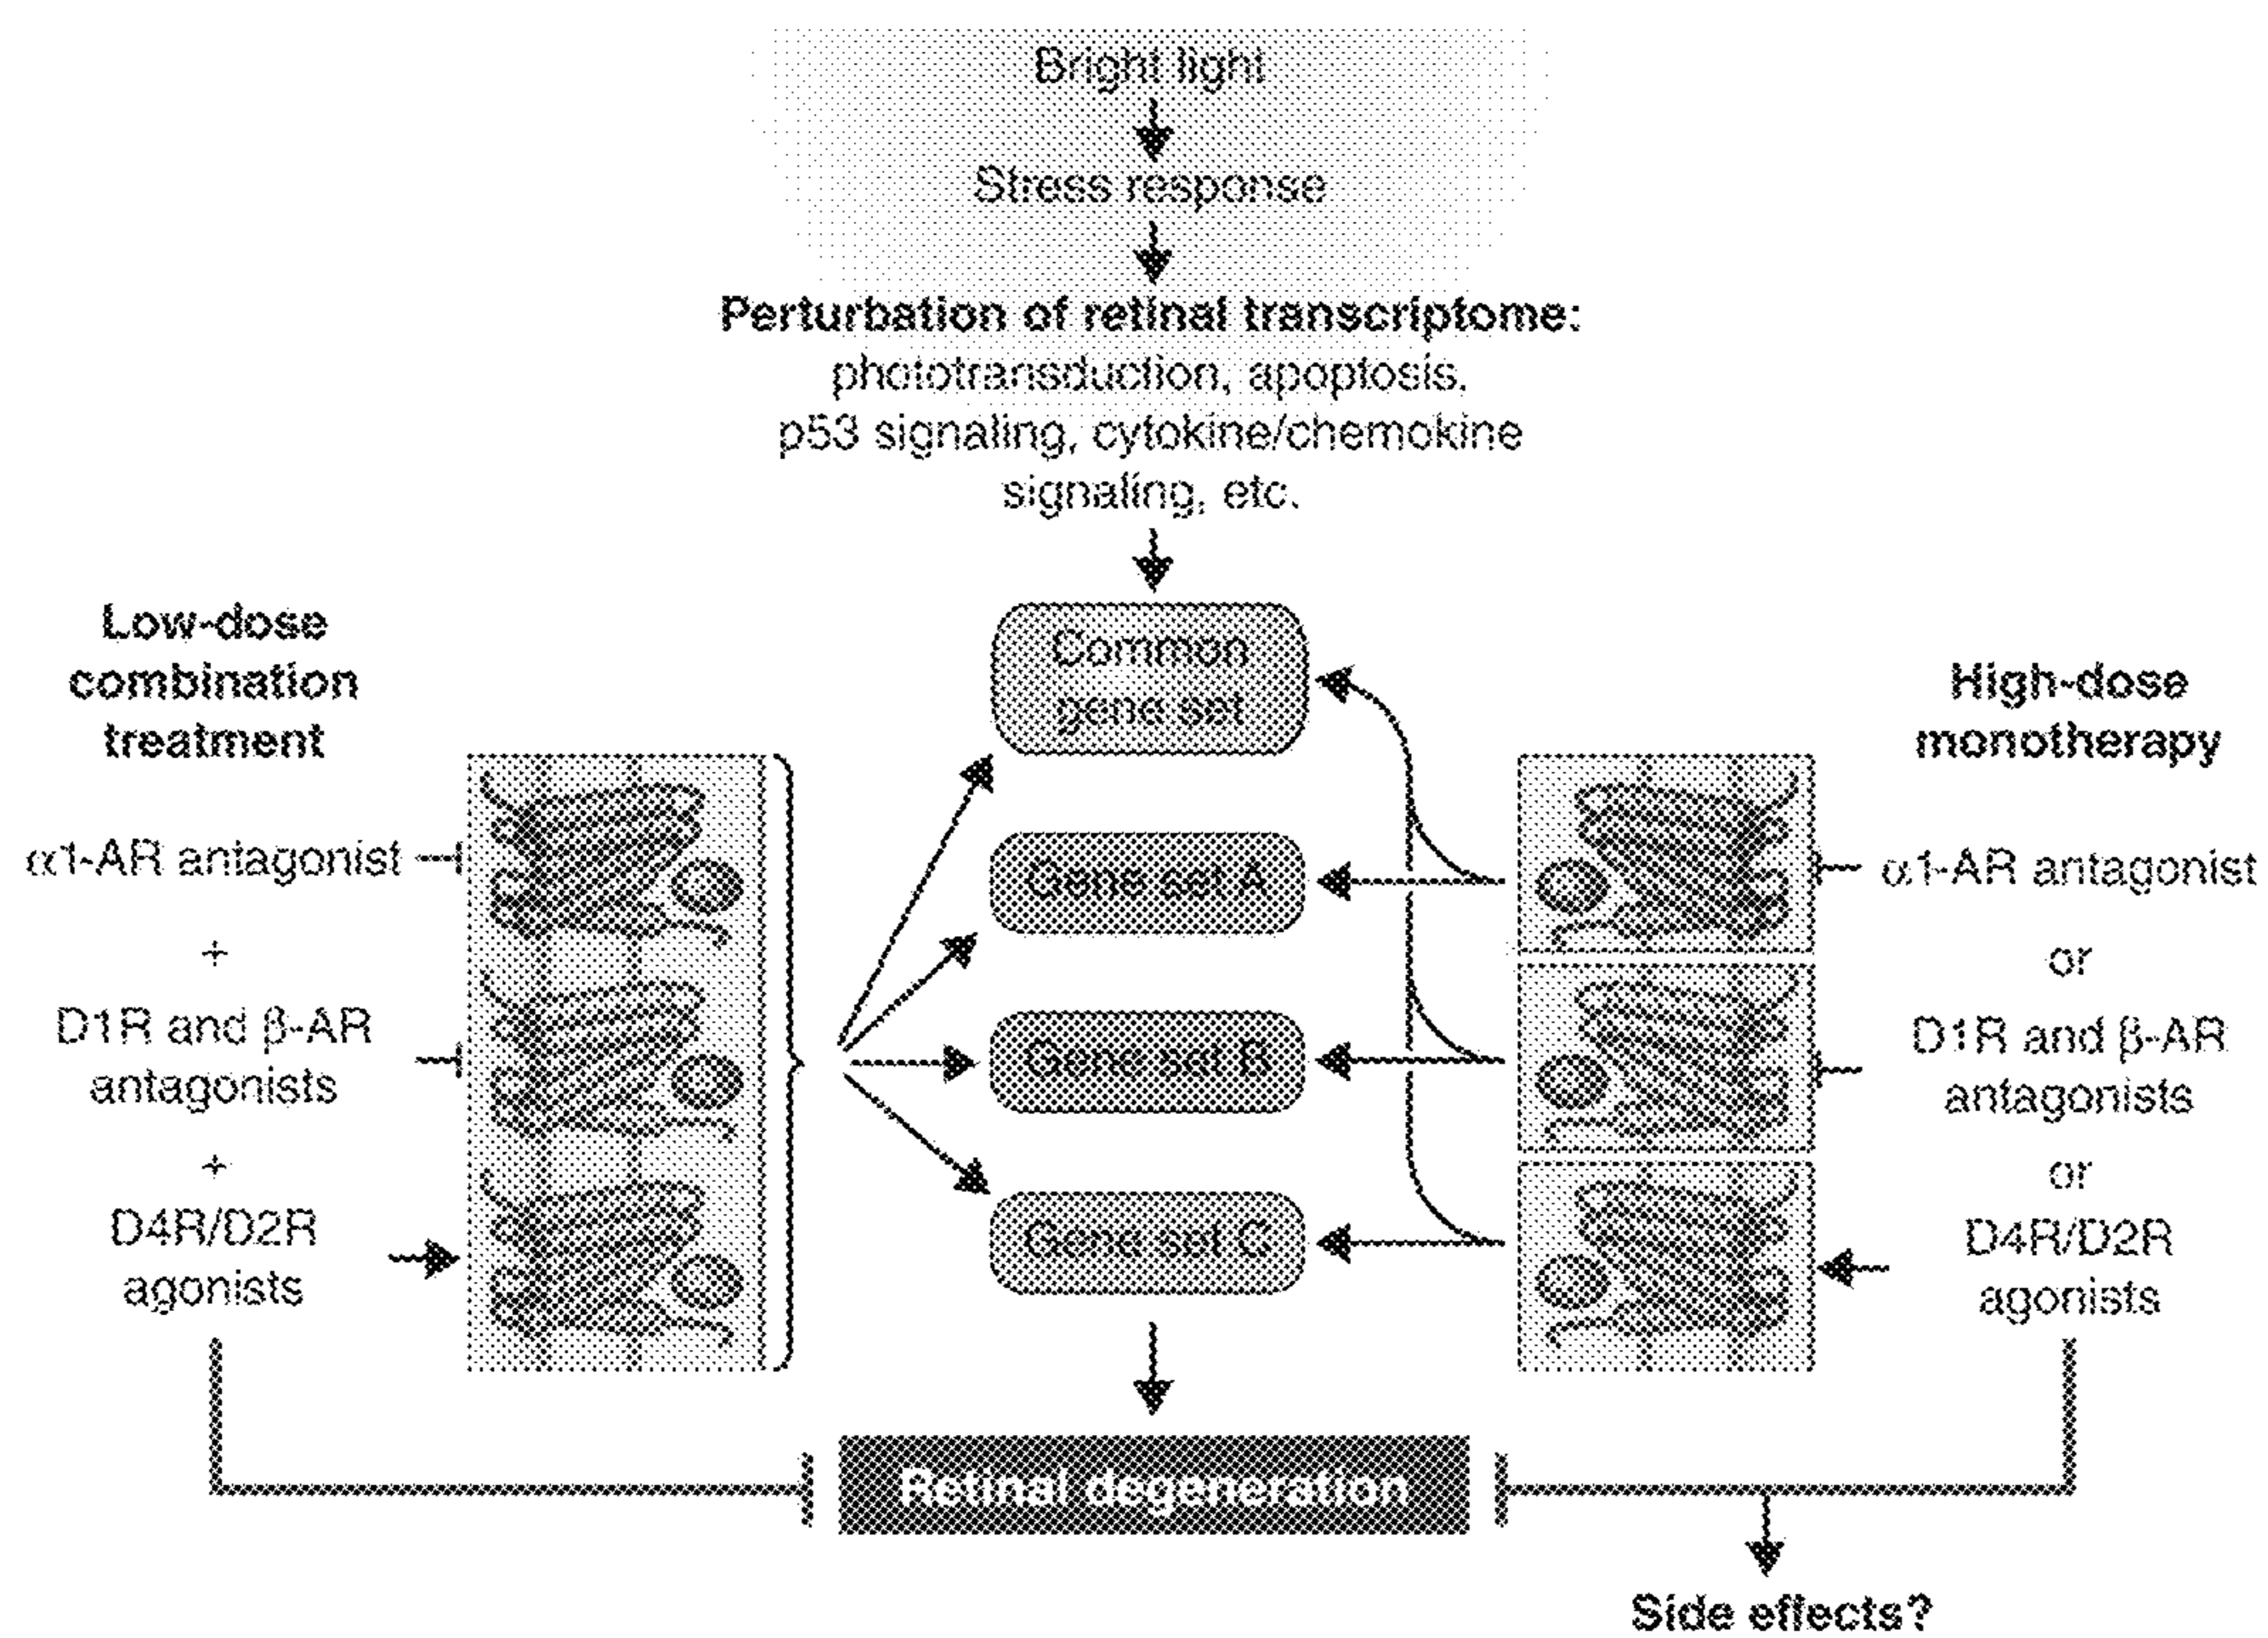 Bright light
Stress response
Perturbation of retinal transcriptome:
phototransduction, apoptosis,
p53 signaling, cytokine/chemokine
signaling, etc.
Low-dose
combination
treatment
α1-AR antagonist
+
D1R and β-AR
antagonists
+
D4R/D2R
agonists
Common
gene set
Gene set A
Gene set B
Gene set C
High-dose
monotherapy
α1-AR antagonist
or
D1R and β-AR
antagonists
or
D4R/D2R
agonists
Retinal degeneration
Side effects?